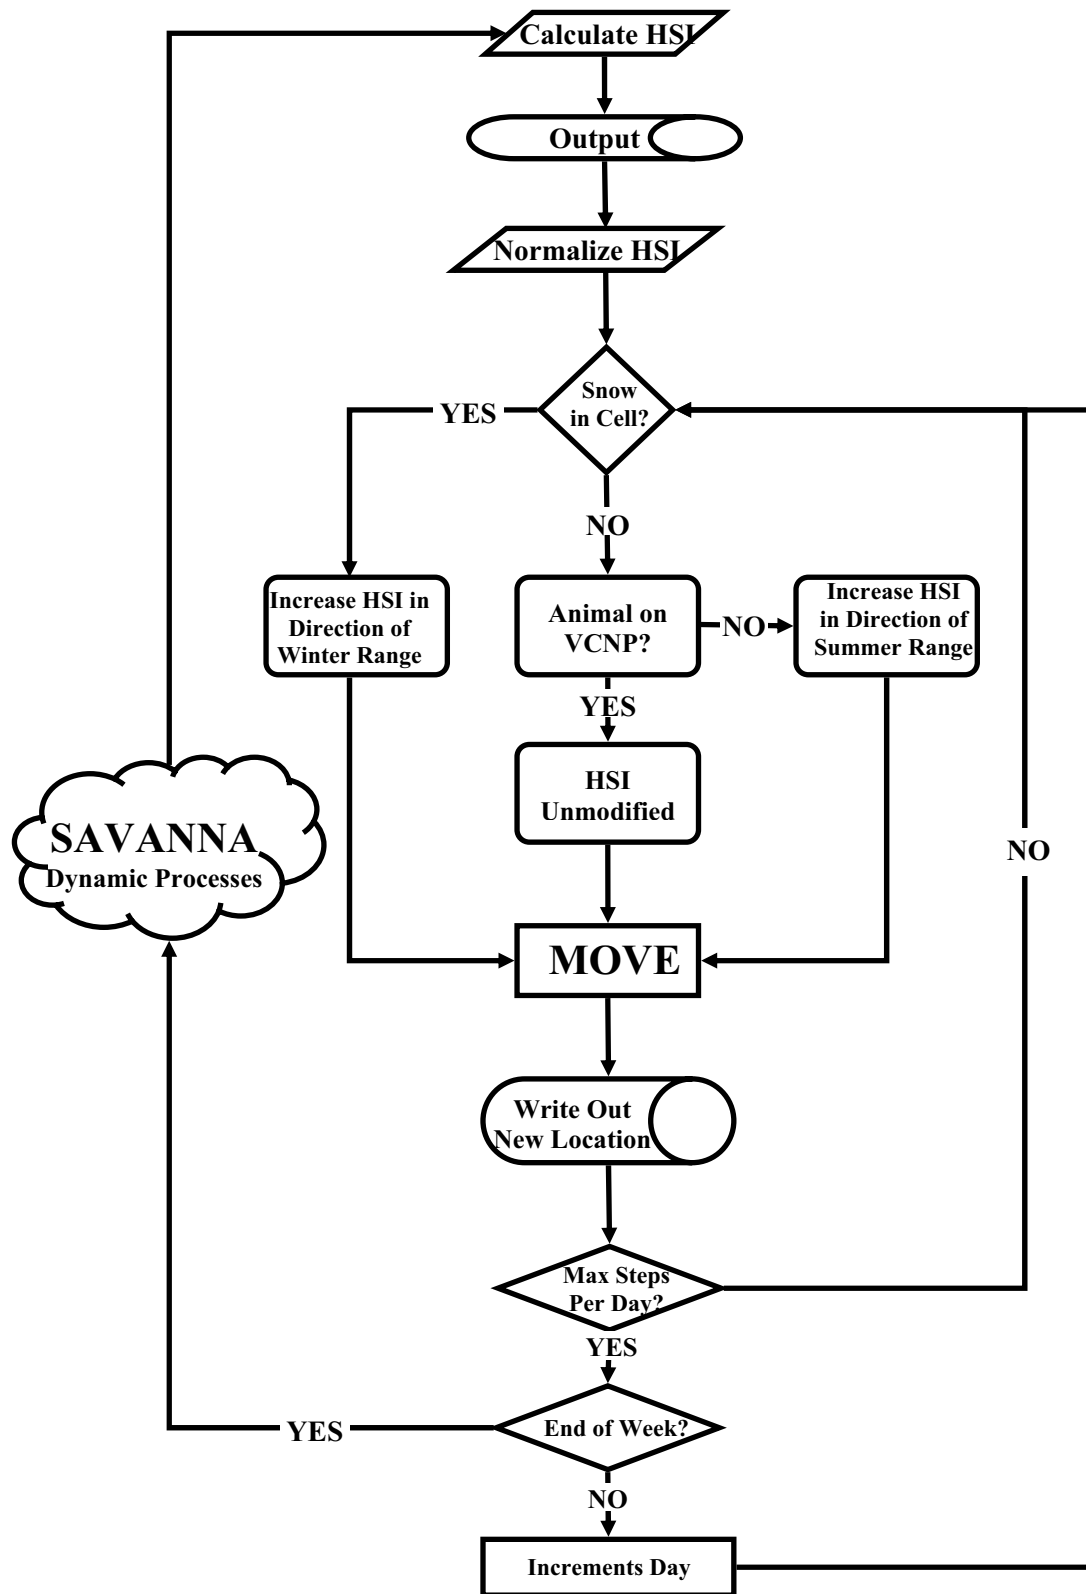 Calculate HSI
Output
Normalize HSI
Snow
in Cell?
YES
NO
Increase HSI in
Direction of
Winter Range
Animal on
VCNP?
NO
Increase HSI
in Direction of
Summer Range
YES
HSI
Unmodified
SAVANNA
Dynamic Processes
NO
MOVE
Write Out
New Location
Max Steps
Per Day?
YES
End of Week?
YES
NO
Increments Day